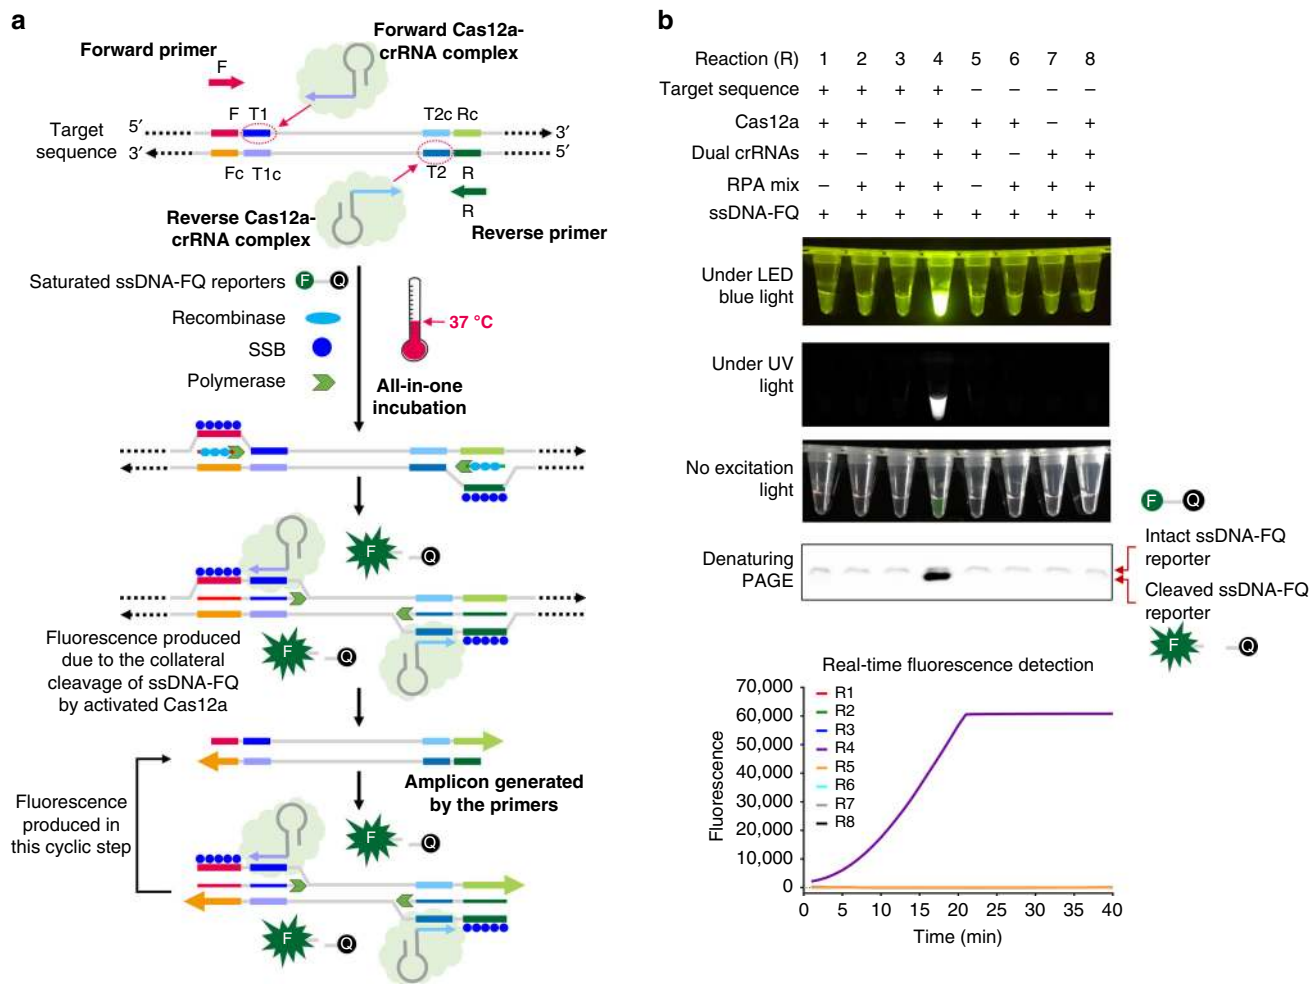 a
Forward primer
Forward Cas12a-
crRNA complex
F
F T1
T2c Rc
Target
sequence
5′
3′
3′
5′
Fc T1c
T2 R
R
Reverse Cas12a-
crRNA complex
Reverse primer
Saturated ssDNA-FQ reporters F Q
Recombinase
SSB
Polymerase
37 °C
All-in-one
incubation
F Q
Fluorescence produced
due to the collateral
cleavage of ssDNA-FQ
by activated Cas12a
F Q
Amplicon generated
by the primers
Fluorescence
produced in
this cyclic step
F Q
F Q
b
Reaction (R) 1 2 3 4 5 6 7 8
Target sequence + + + + – – – –
Cas12a + + – + + + – +
Dual crRNAs + – + + + – + +
RPA mix – + + + – + + +
ssDNA-FQ + + + + + + + +
Under LED
blue light
Under UV
light
No excitation
light
F Q
Denaturing
PAGE
Intact ssDNA-FQ
reporter
Cleaved ssDNA-FQ
reporter
F Q
Real-time fluorescence detection
Fluorescence
70,000
60,000
50,000
40,000
30,000
20,000
10,000
0
R1
R2
R3
R4
R5
R6
R7
R8
0 5 10 15 20 25 30 35 40
Time (min)